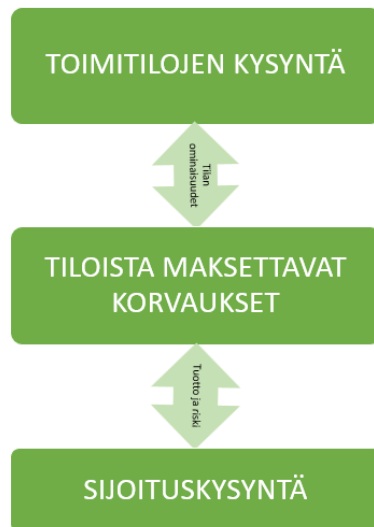 TOIMITILOJEN KYSYNTÄ
Tilan
ominaisuudet
TILOISTA MAKSETTAVAT
KORVAUKSET
Tuotto ja riski
SIJOITUSKYSYNTÄ